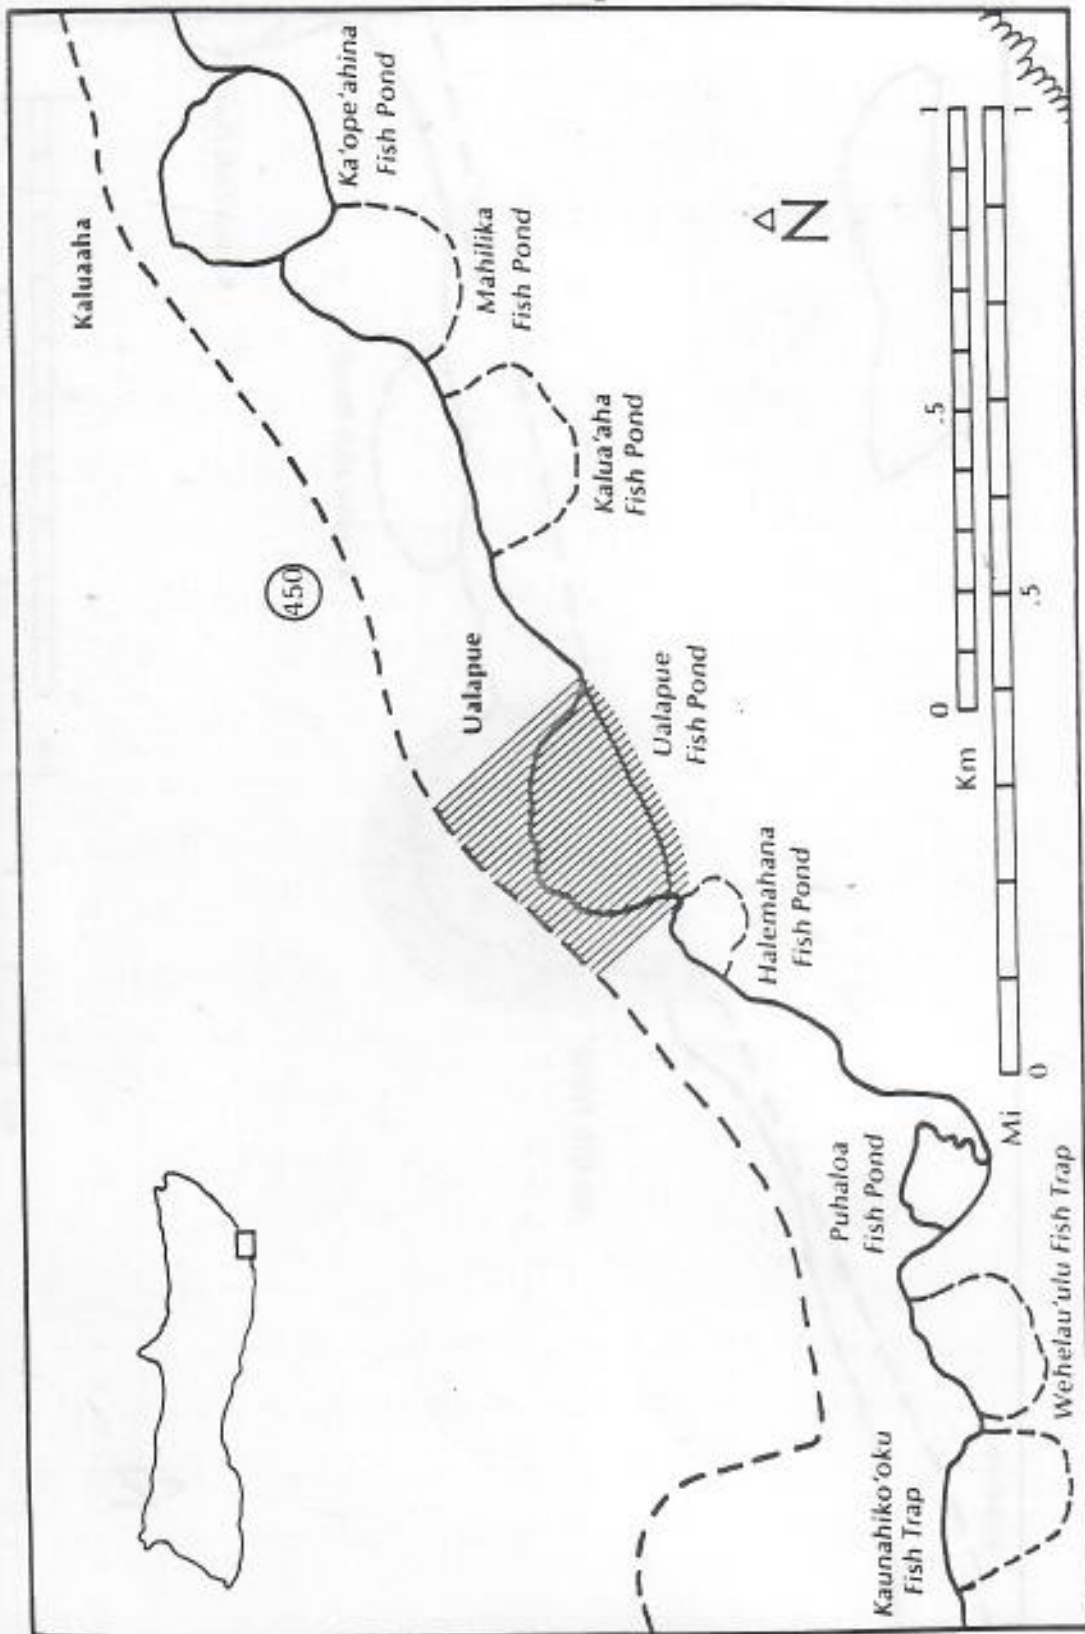 Kaluaaha
Ka'ope'ahina
Fish Pond
Mahilika
Fish Pond
Kalua'aha
Fish Pond
450
Ualapue
Ualapue
Fish Pond
Halemahana
Fish Pond
Puhaloa
Fish Pond
Wehelau'ulu Fish Trap
Kaunahiko'oku
Fish Trap
N
Km
0
.5
1
Mi
0
.5
1